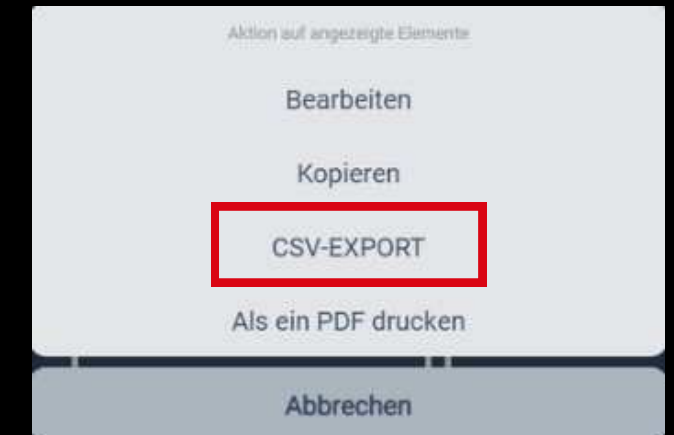 Aktion auf angezeigte Elemente
Bearbeiten
Kopieren
CSV-EXPORT
Als ein PDF drucken
Abbrechen